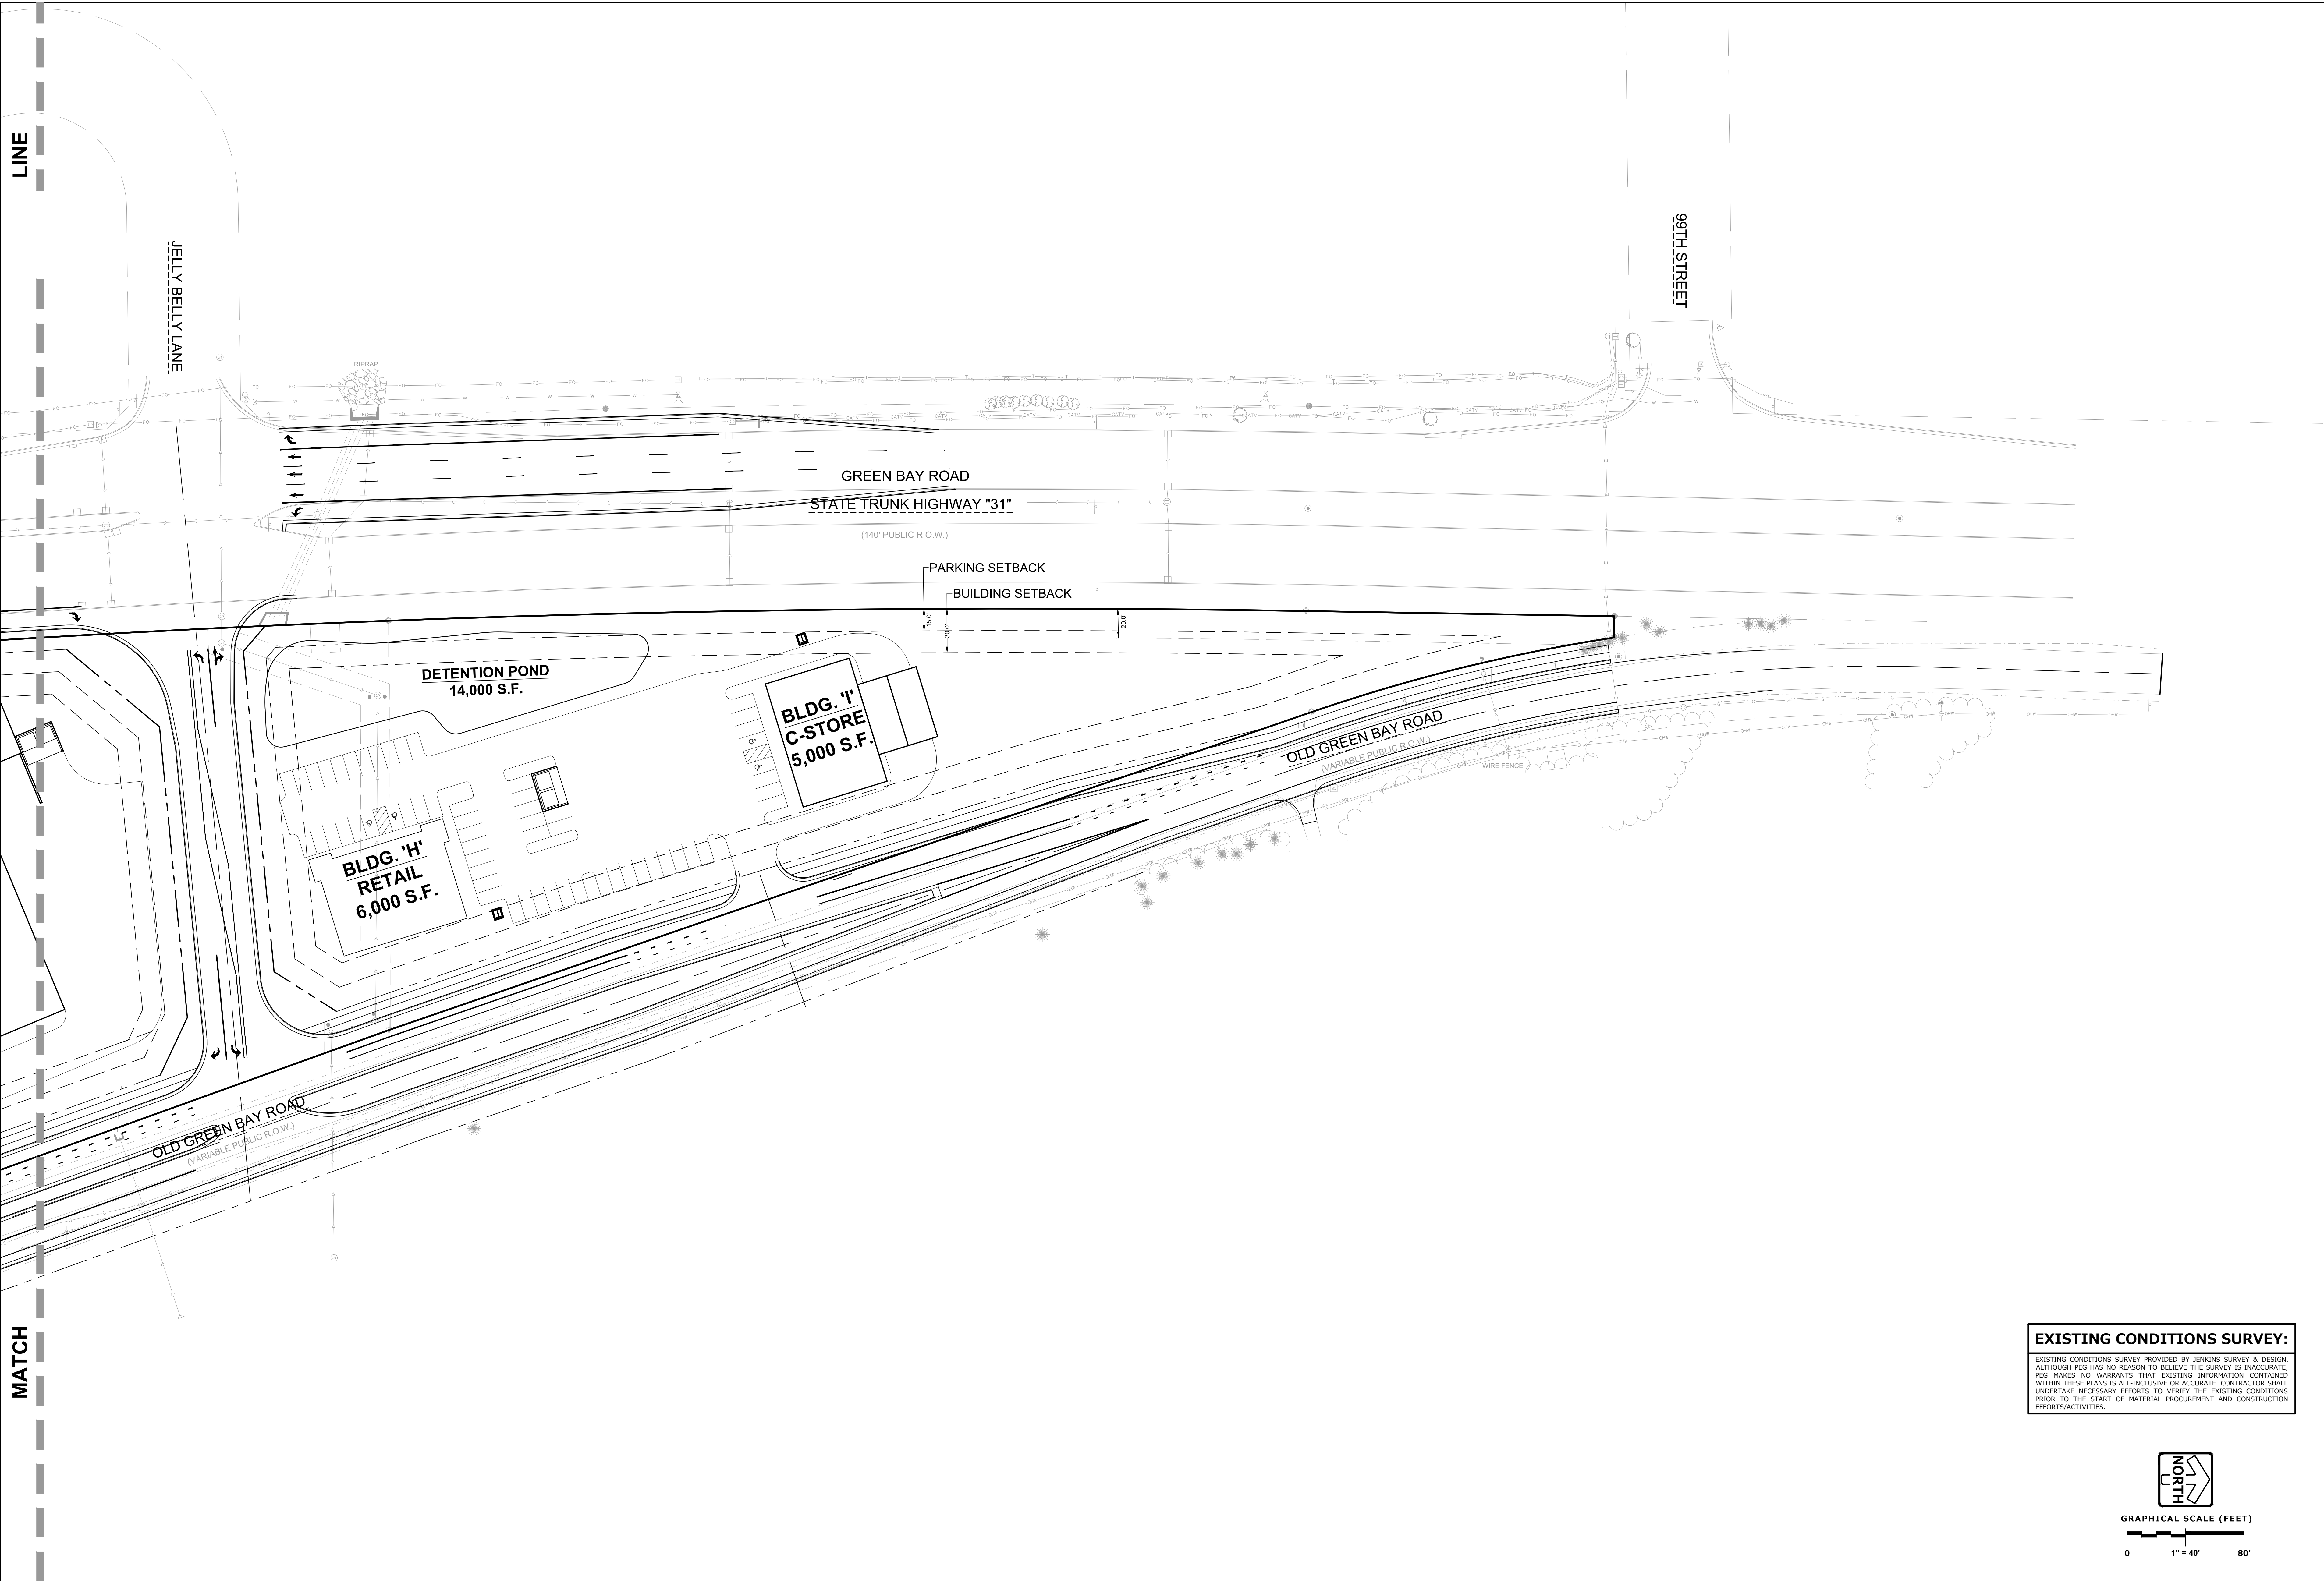 LINE
JELLY BELLY LANE
99TH STREET
RIPRAP
GREEN BAY ROAD
STATE TRUNK HIGHWAY "31"
(140' PUBLIC R.O.W.)
PARKING SETBACK
BUILDING SETBACK
15.0'
30.0'
20.0'
DETENTION POND
14,000 S.F.
BLDG. 'I'
C-STORE
5,000 S.F.
OLD GREEN BAY ROAD
(VARIABLE PUBLIC R.O.W.)
WIRE FENCE
BLDG. 'H'
RETAIL
6,000 S.F.
OLD GREEN BAY ROAD
(VARIABLE PUBLIC R.O.W.)
MATCH
EXISTING CONDITIONS SURVEY:
EXISTING CONDITIONS SURVEY PROVIDED BY JENKINS SURVEY & DESIGN.
ALTHOUGH PEG HAS NO REASON TO BELIEVE THE SURVEY IS INACCURATE,
PEG MAKES NO WARRANTS THAT EXISTING INFORMATION CONTAINED
WITHIN THESE PLANS IS ALL-INCLUSIVE OR ACCURATE. CONTRACTOR SHALL
UNDERTAKE NECESSARY EFFORTS TO VERIFY THE EXISTING CONDITIONS
PRIOR TO THE START OF MATERIAL PROCUREMENT AND CONSTRUCTION
EFFORTS/ACTIVITIES.
NORTH
GRAPHICAL SCALE (FEET)
0 1" = 40' 80'